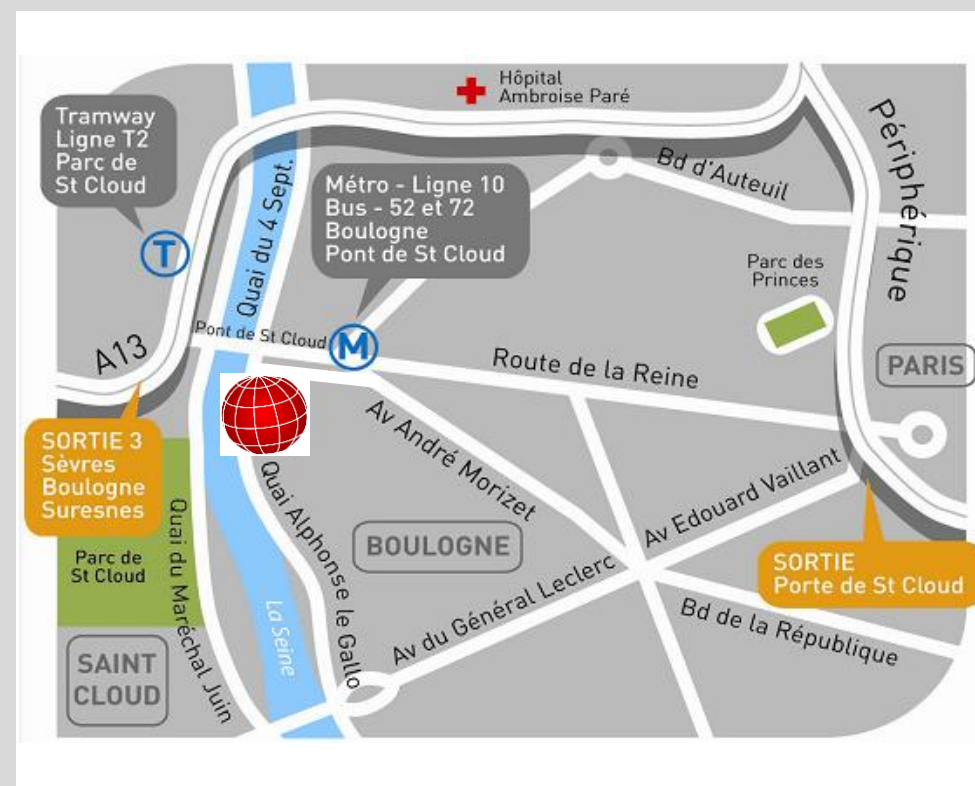 Hôpital
Ambroise Paré
Tramway
Ligne T2
Parc de
St Cloud
T
Quai du 4 Sept.
Métro - Ligne 10
Bus - 52 et 72
Boulogne
Pont de St Cloud
Bd d'Auteuil
Périphérique
Parc des
Princes
PARIS
A13
Pont de St Cloud
M
Route de la Reine
SORTIE 3
Sèvres
Boulogne
Suresnes
Av André Morizet
Av Edouard Vaillant
Quai Alphonse le Gallo
Quai du Maréchal Juin
Parc de
St Cloud
BOULOGNE
SORTIE
Porte de St Cloud
La Seine
Av du Général Leclerc
Bd de la République
SAINT
CLOUD